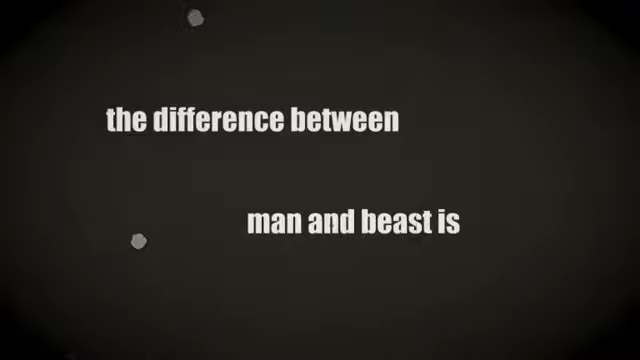 the difference between
man and beast is